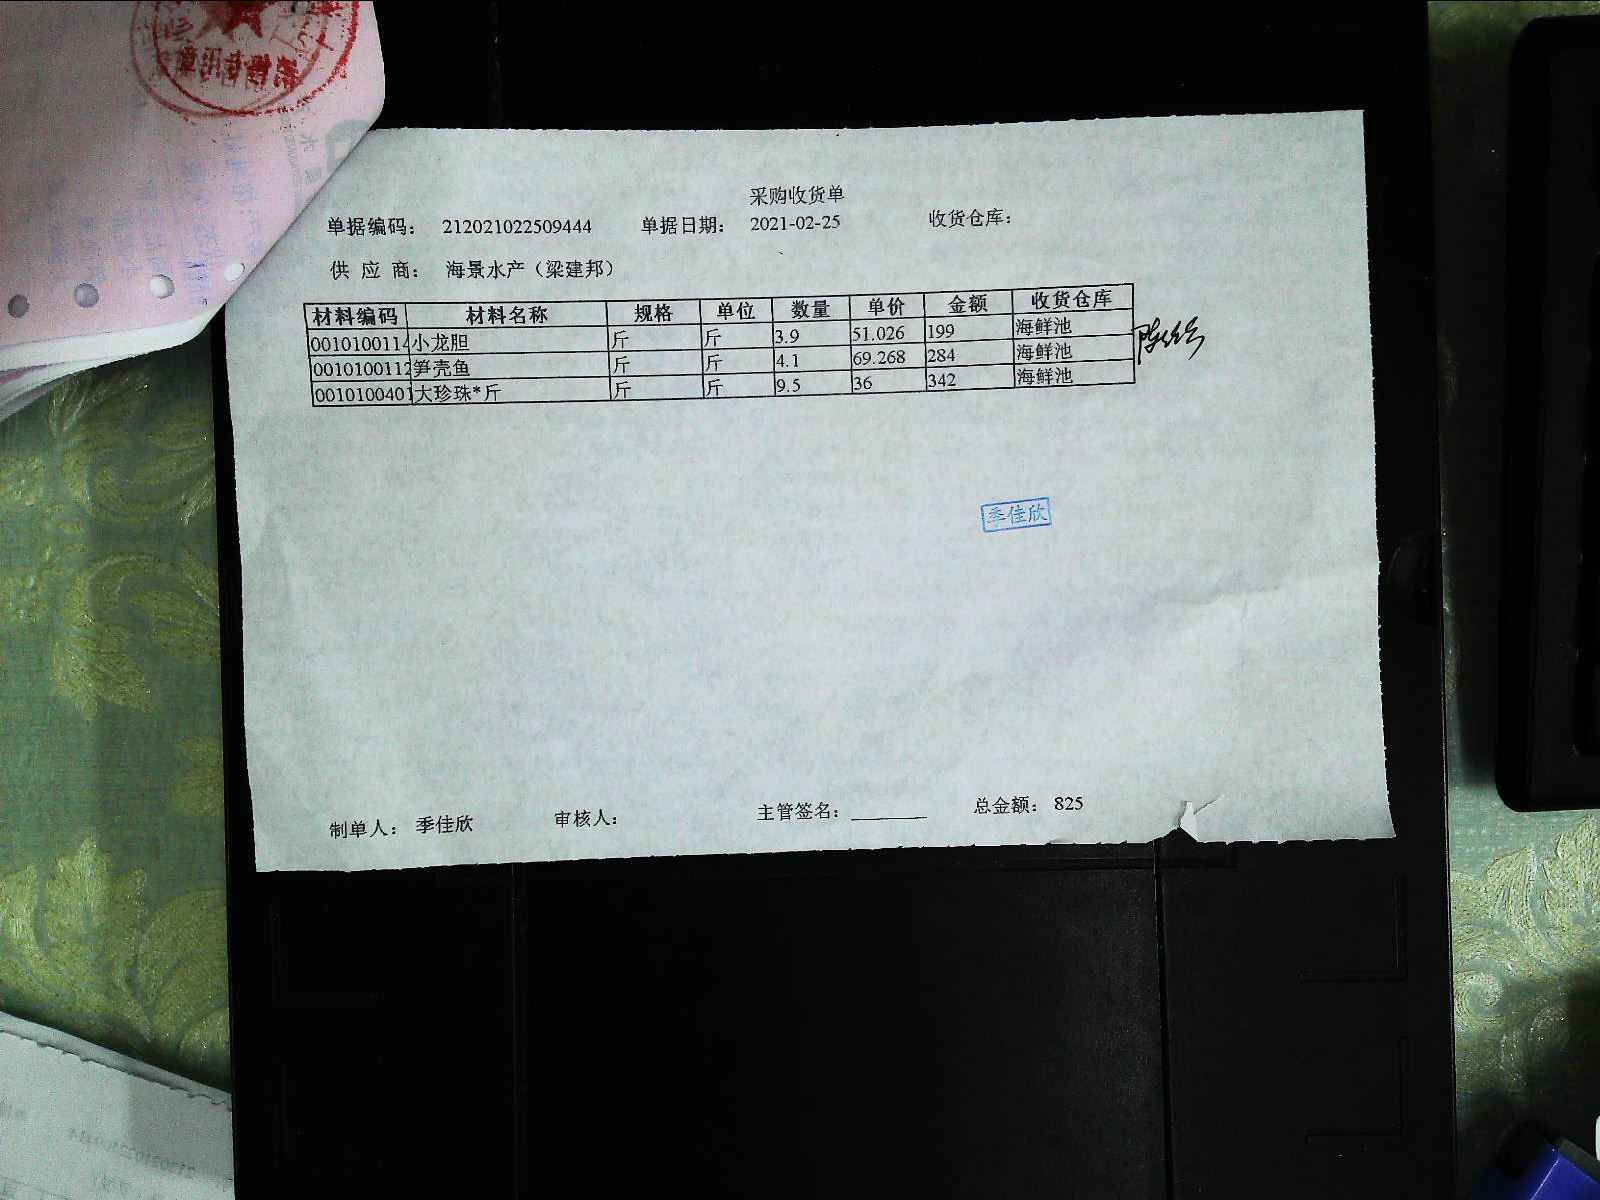 采购收货单
单据编码: 212021022509444 单据日期: 2021-02-25 收货仓库:
供 应 商: 海景水产（梁建邦）
材料编码 材料名称 规格 单位 数量 单价 金额 收货仓库
0010100114 小龙胆 斤 斤 3.9 51.026 199 海鲜池
0010100112 笋壳鱼 斤 斤 4.1 69.268 284 海鲜池
0010100401 大珍珠*斤 斤 斤 9.5 36 342 海鲜池
季佳欣
制单人: 季佳欣 审核人: 主管签名: 总金额: 825